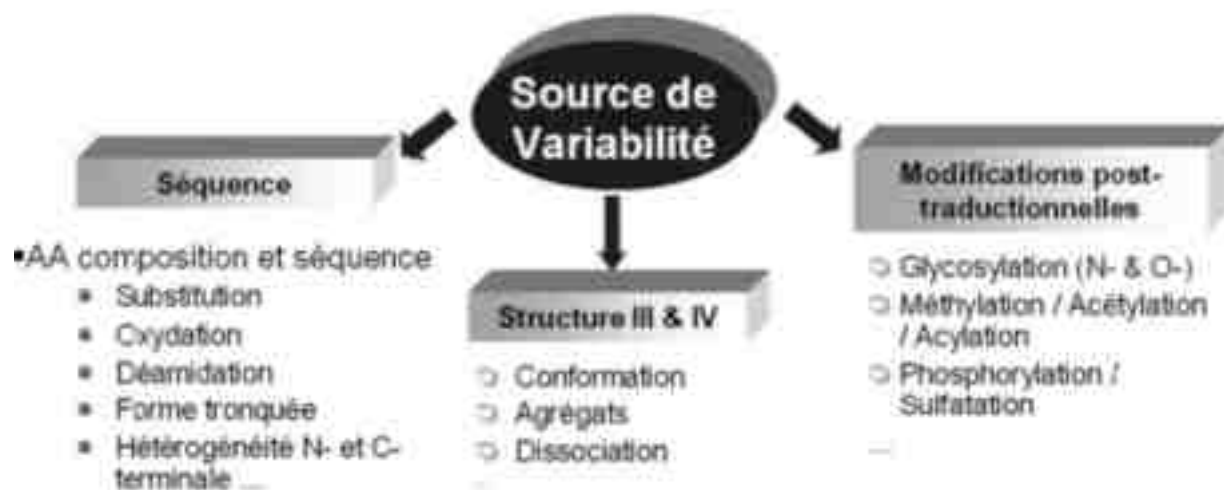 Source de
Variabilité
Séquence
▪AA composition et séquence
▪ Substitution
▪ Oxydation
▪ Déamidation
▪ Forme tronquée
▪ Hétérogénéité N- et C-
terminale ...
Structure III & IV
➲ Conformation
➲ Agrégats
➲ Dissociation
Modifications post-
traductionnelles
➲ Glycosylation (N- & O-)
➲ Méthylation / Acétylation
/ Acylation
➲ Phosphorylation /
Sulfatation
...